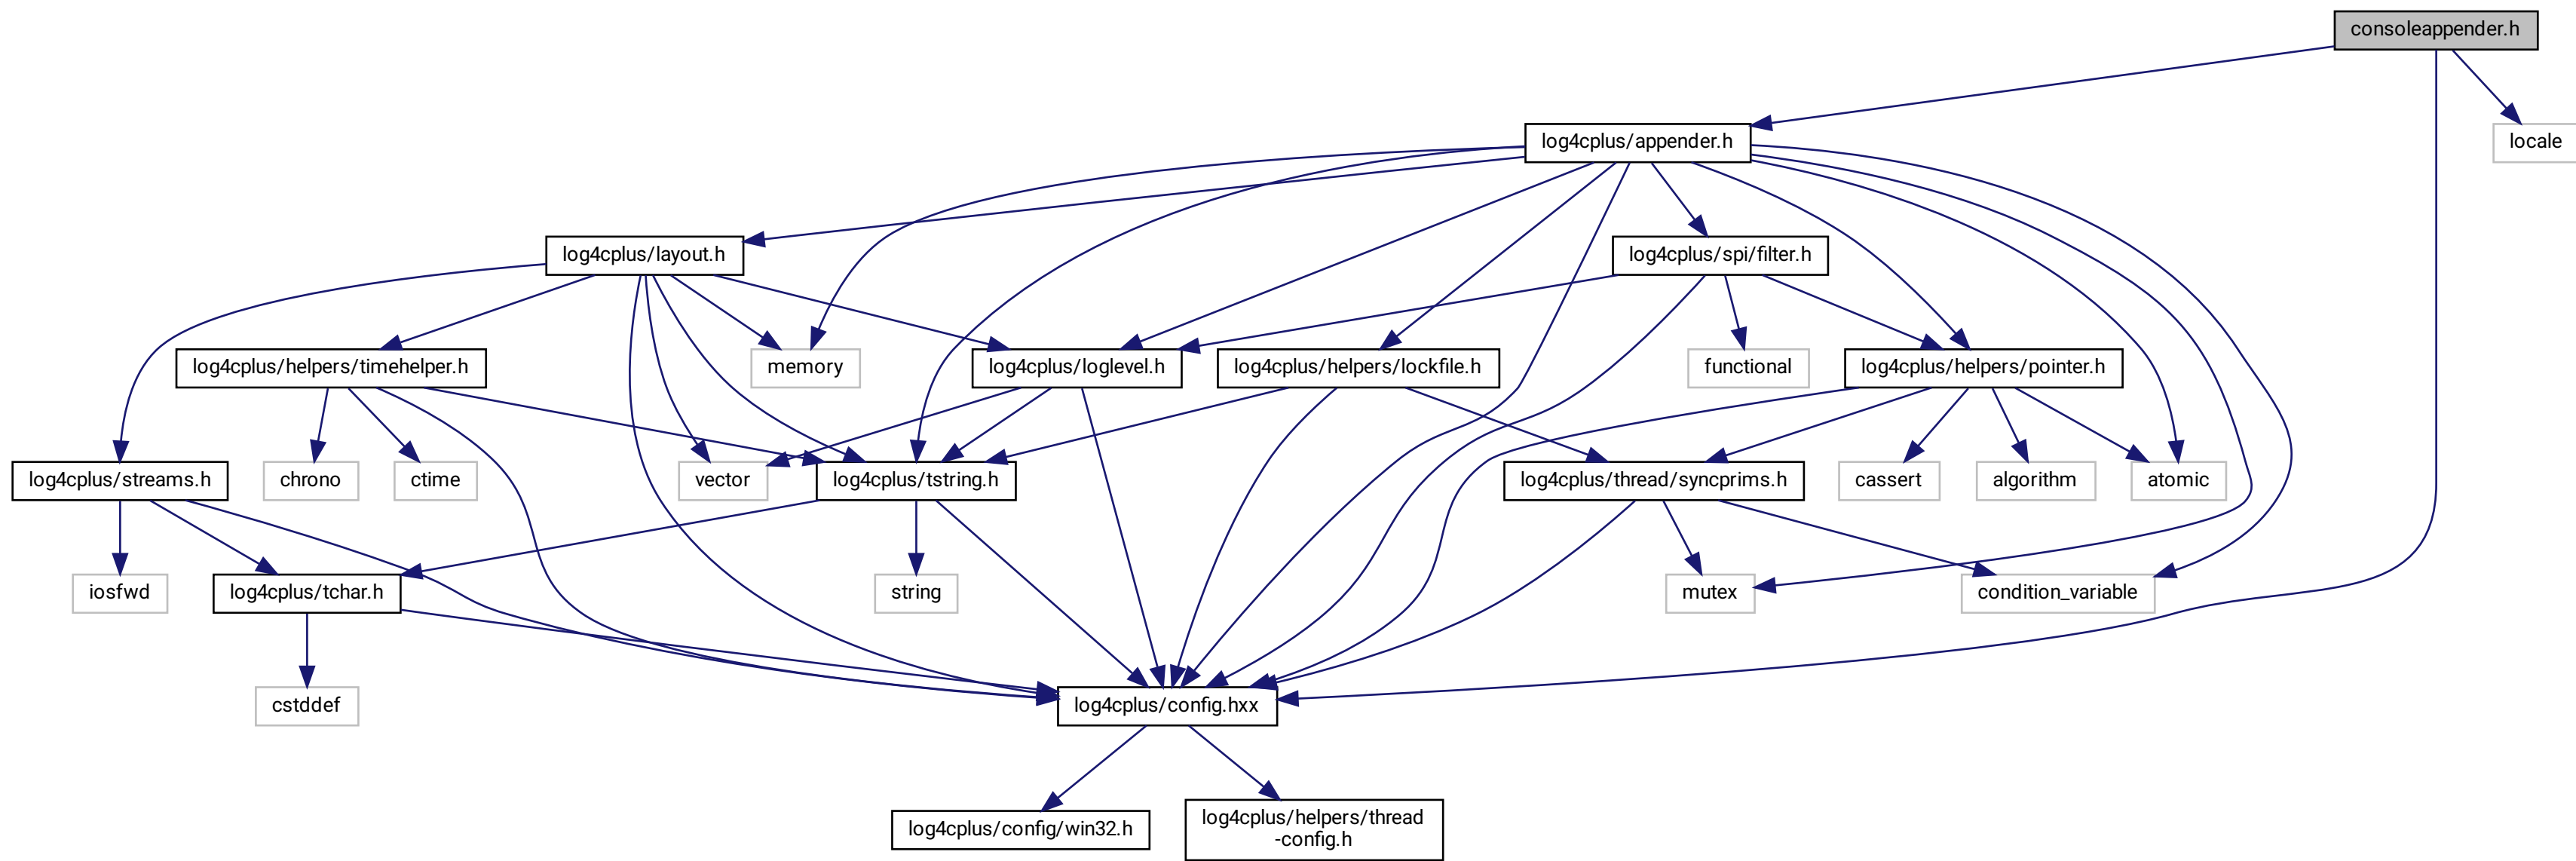 consoleappender.h
log4cplus/appender.h
locale
log4cplus/layout.h
log4cplus/spi/filter.h
log4cplus/helpers/timehelper.h
memory
log4cplus/loglevel.h
log4cplus/helpers/lockfile.h
functional
log4cplus/helpers/pointer.h
log4cplus/streams.h
chrono
ctime
vector
log4cplus/tstring.h
log4cplus/thread/syncprims.h
cassert
algorithm
atomic
iosfwd
log4cplus/tchar.h
string
mutex
condition_variable
cstddef
log4cplus/config.hxx
log4cplus/config/win32.h
log4cplus/helpers/thread
-config.h